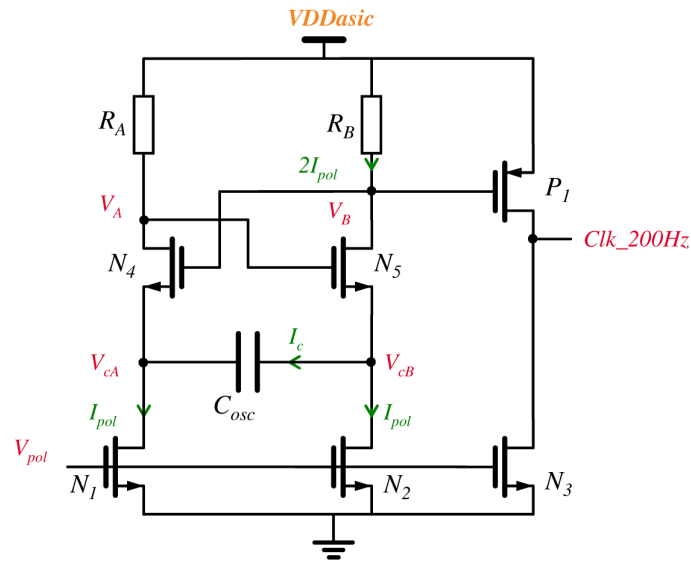 VDDasic
R_A
R_B
2I_pol
P_1
V_A
V_B
Clk_200Hz
N_4
N_5
I_c
V_cA
V_cB
C_osc
I_pol
I_pol
V_pol
N_1
N_2
N_3